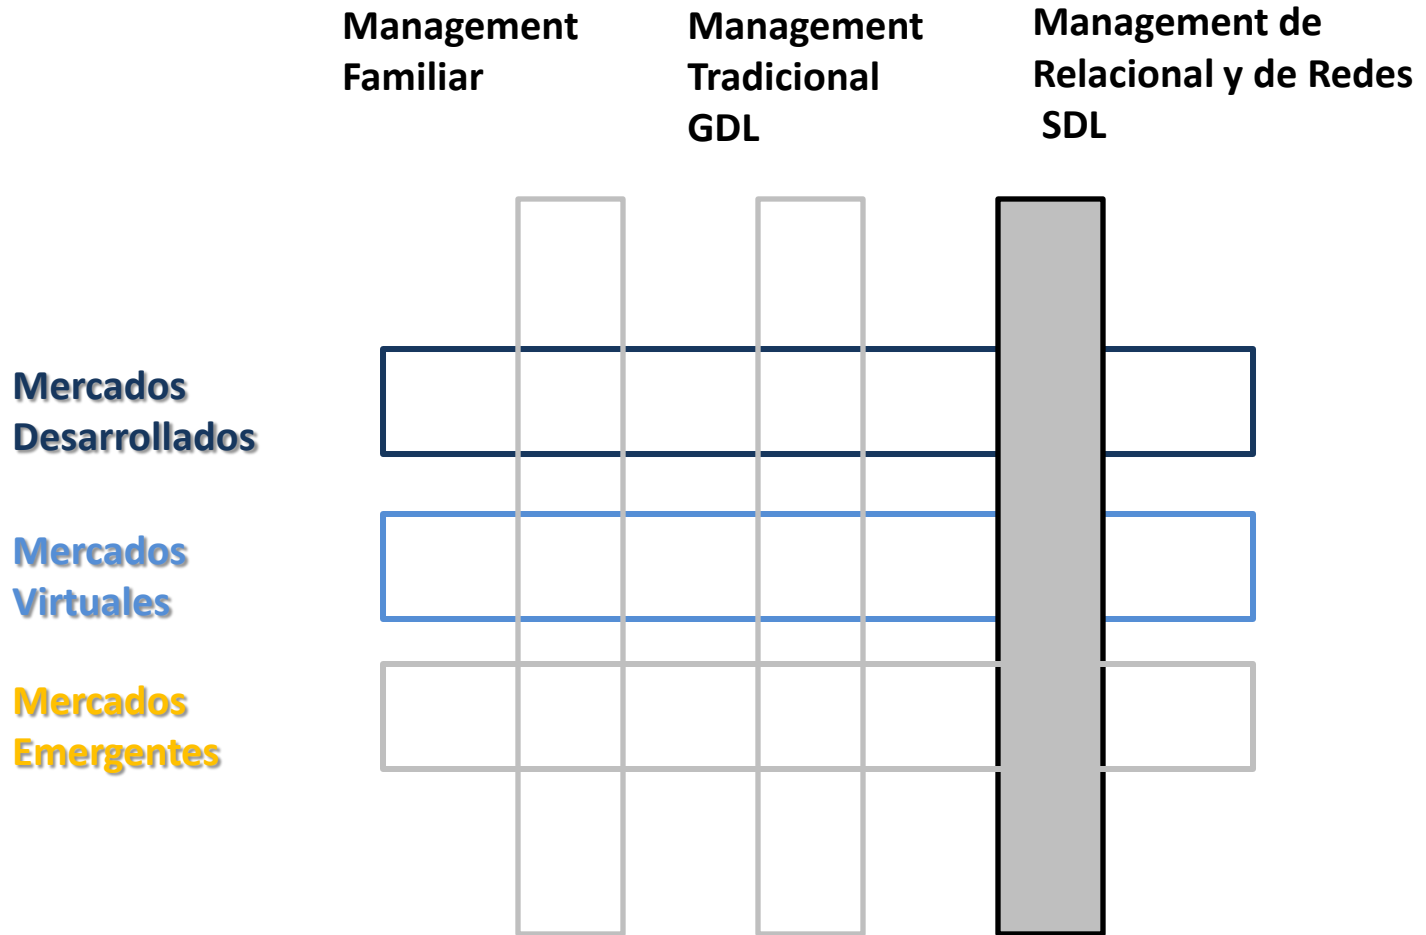 Management
Familiar
Management
Tradicional
GDL
Management de
Relacional y de Redes
SDL
Mercados
Desarrollados
Mercados
Virtuales
Mercados
Emergentes